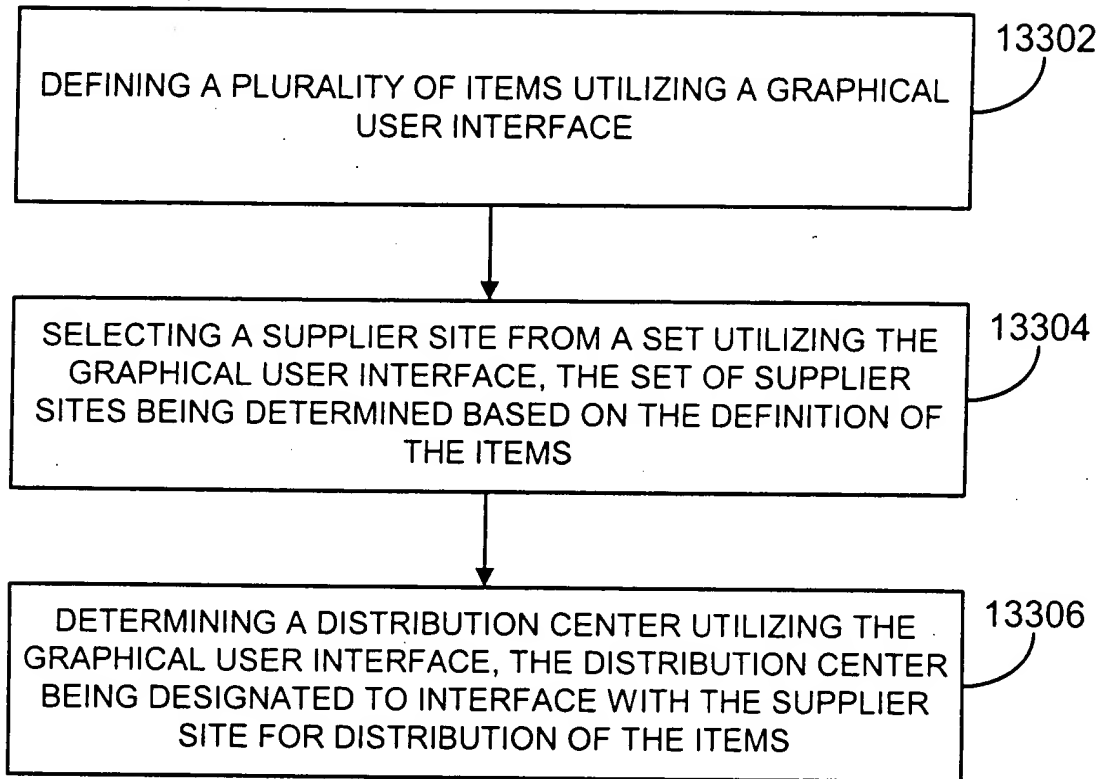 13302
DEFINING A PLURALITY OF ITEMS UTILIZING A GRAPHICAL
USER INTERFACE
13304
SELECTING A SUPPLIER SITE FROM A SET UTILIZING THE
GRAPHICAL USER INTERFACE, THE SET OF SUPPLIER
SITES BEING DETERMINED BASED ON THE DEFINITION OF
THE ITEMS
13306
DETERMINING A DISTRIBUTION CENTER UTILIZING THE
GRAPHICAL USER INTERFACE, THE DISTRIBUTION CENTER
BEING DESIGNATED TO INTERFACE WITH THE SUPPLIER
SITE FOR DISTRIBUTION OF THE ITEMS